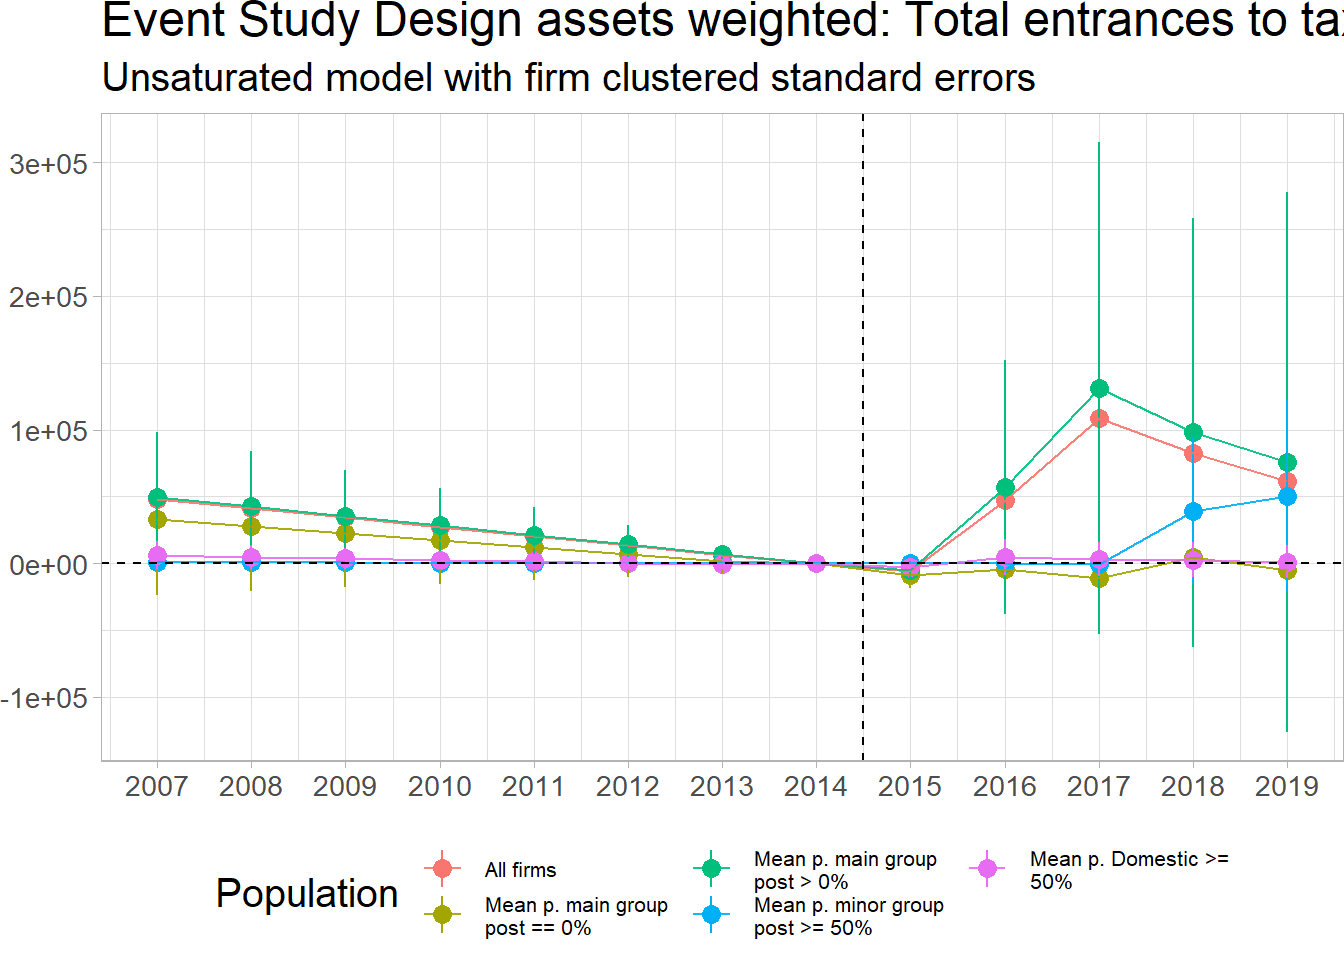 Event Study Design assets weighted: Total entrances to tax
Unsaturated model with firm clustered standard errors
3e+05
2e+05
1e+05
0e+00
-1e+05
2007 2008 2009 2010 2011 2012 2013 2014 2015 2016 2017 2018 2019
Population
All firms
Mean p. main group
post == 0%
Mean p. main group
post > 0%
Mean p. minor group
post >= 50%
Mean p. Domestic >=
50%